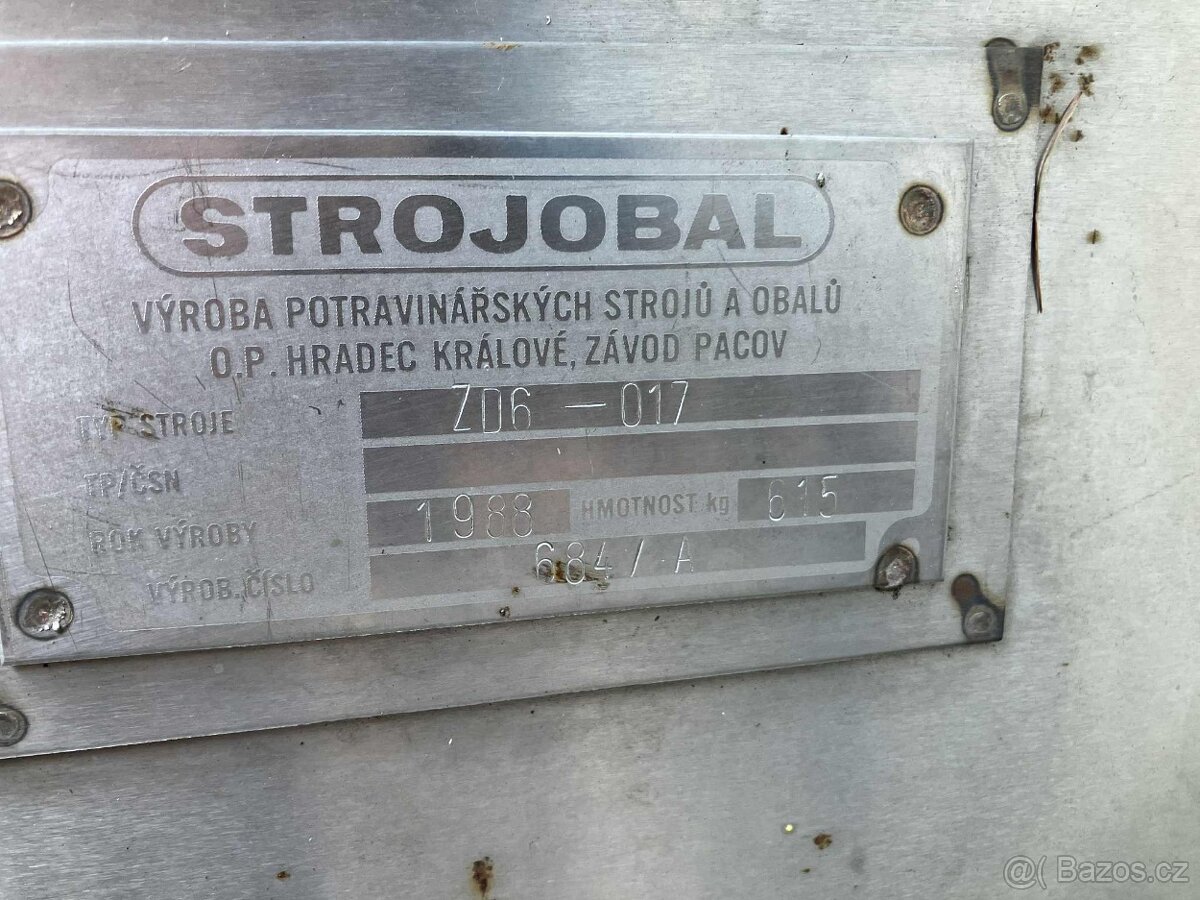 STROJOBAL
VÝROBA POTRAVINÁŘSKÝCH STROJŮ A OBALŮ
O.P. HRADEC KRÁLOVÉ, ZÁVOD PACOV
TYP STROJE ZD6 – 017
TP/ČSN
ROK VÝROBY 1988 HMOTNOST kg 615
VÝROB. ČÍSLO 684/A
@( Bazos.cz